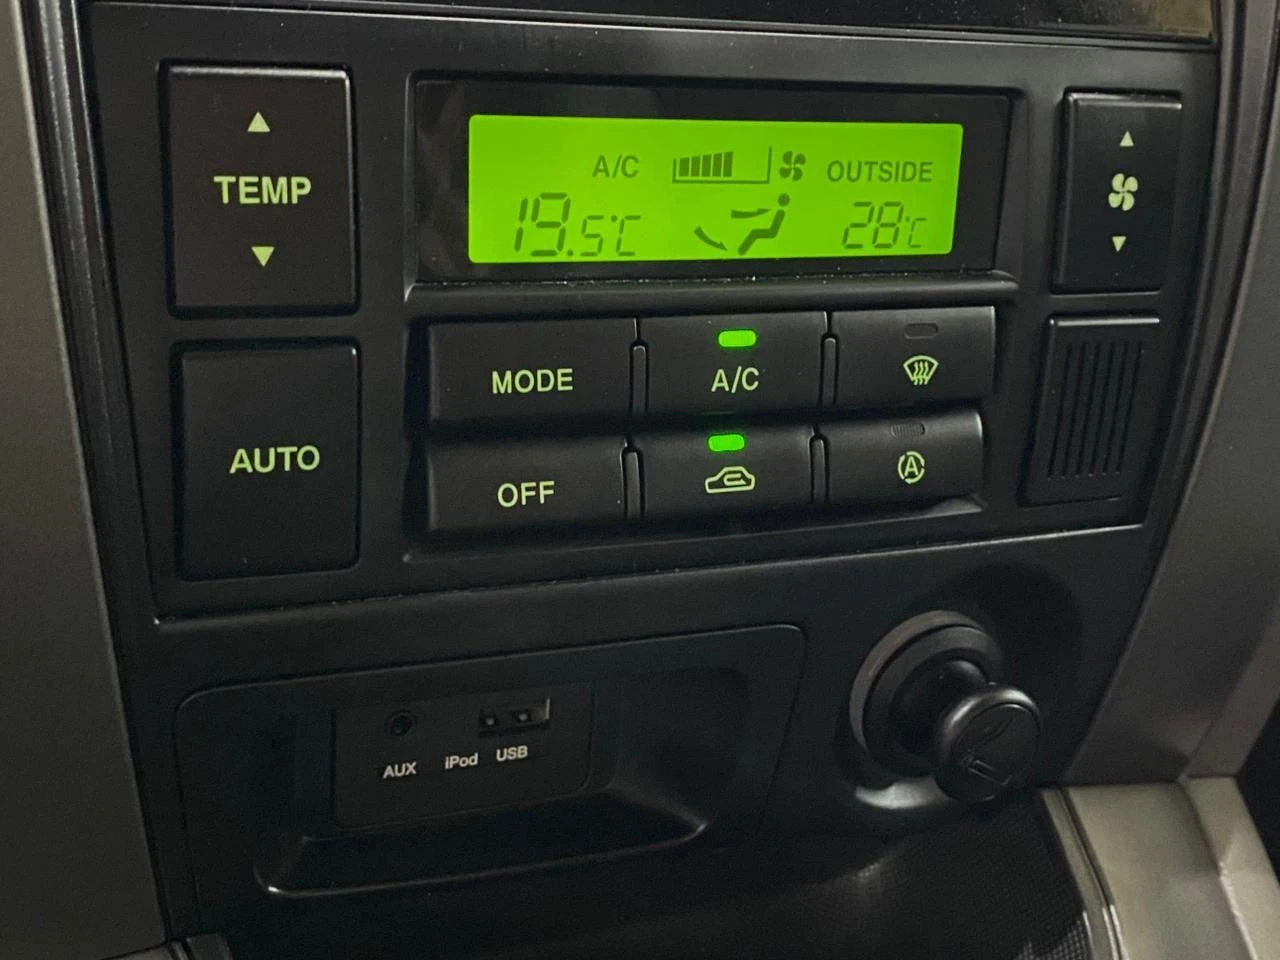 TEMP
A/C
OUTSIDE
19.5°C
28°C
MODE
A/C
AUTO
OFF
A
AUX
iPod
USB